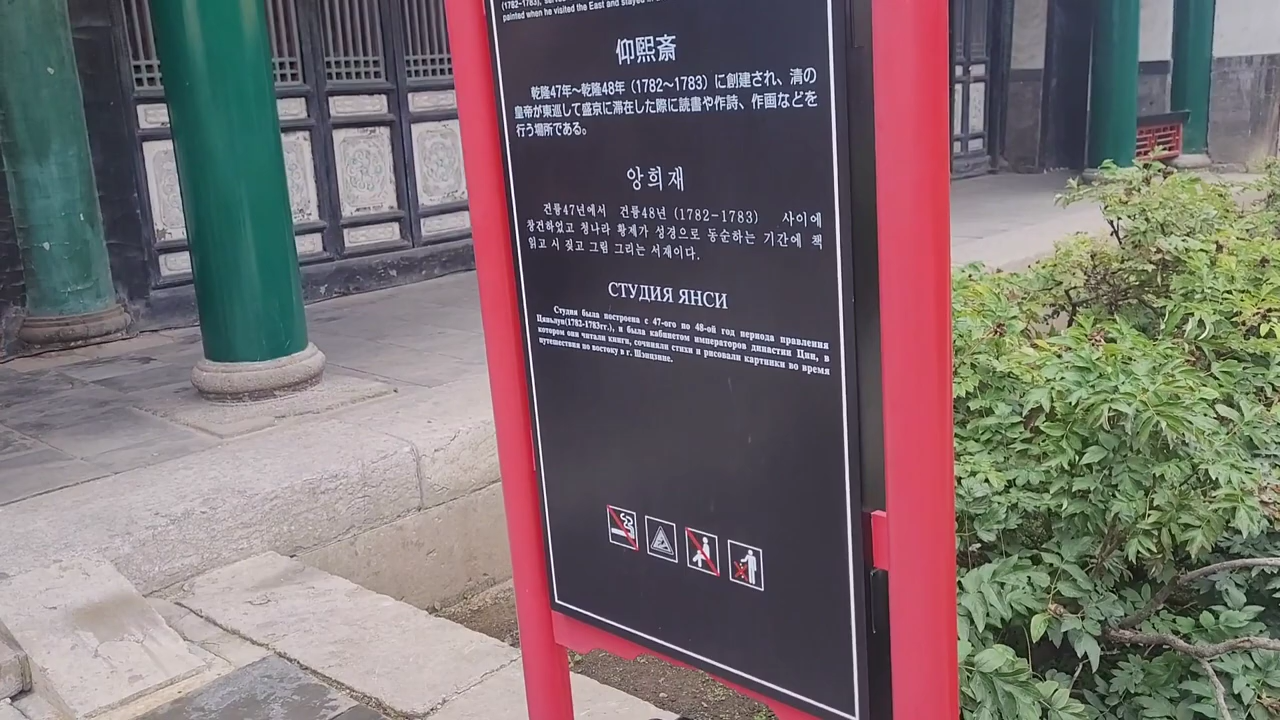 (1782-1783), served
painted when he visited the East and stayed in
仰熙斎
乾隆47年～乾隆48年（1782～1783）に創建され、清の
皇帝が東巡して盛京に滞在した際に読書や作詩、作画などを
行う場所である。
앙희재
건륭47년에서 건륭48년 (1782-1783) 사이에
창건하였고 청나라 황제가 성경으로 동순하는 기간에 책
읽고 시 짖고 그림 그리는 서재이다.
СТУДИЯ ЯНСИ
Студия была построена с 47-ого по 48-ой год периода правления
Цяньлун(1782-1783гг.), и была кабинетом императоров династии Цин, в
котором они читали книги, сочиняли стихи и рисовали картинки во время
путешествия по востоку в г. Шэнцзине.